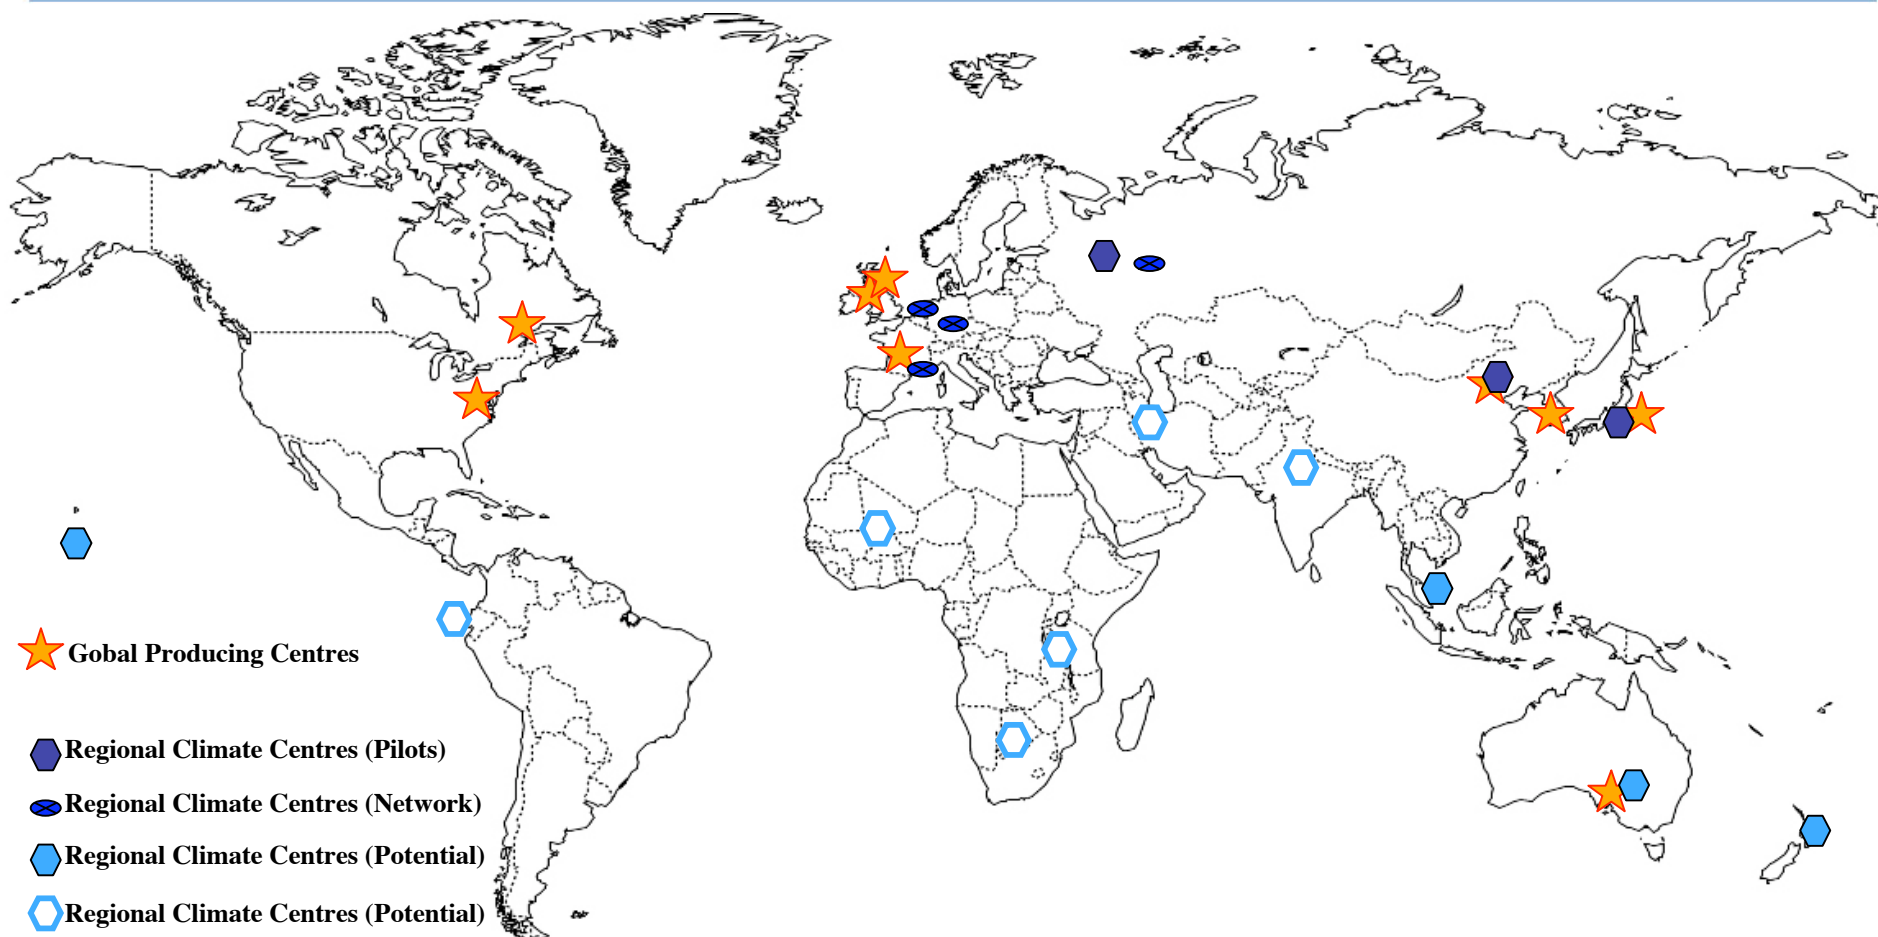 Gobal Producing Centres
Regional Climate Centres (Pilots)
Regional Climate Centres (Network)
Regional Climate Centres (Potential)
Regional Climate Centres (Potential)